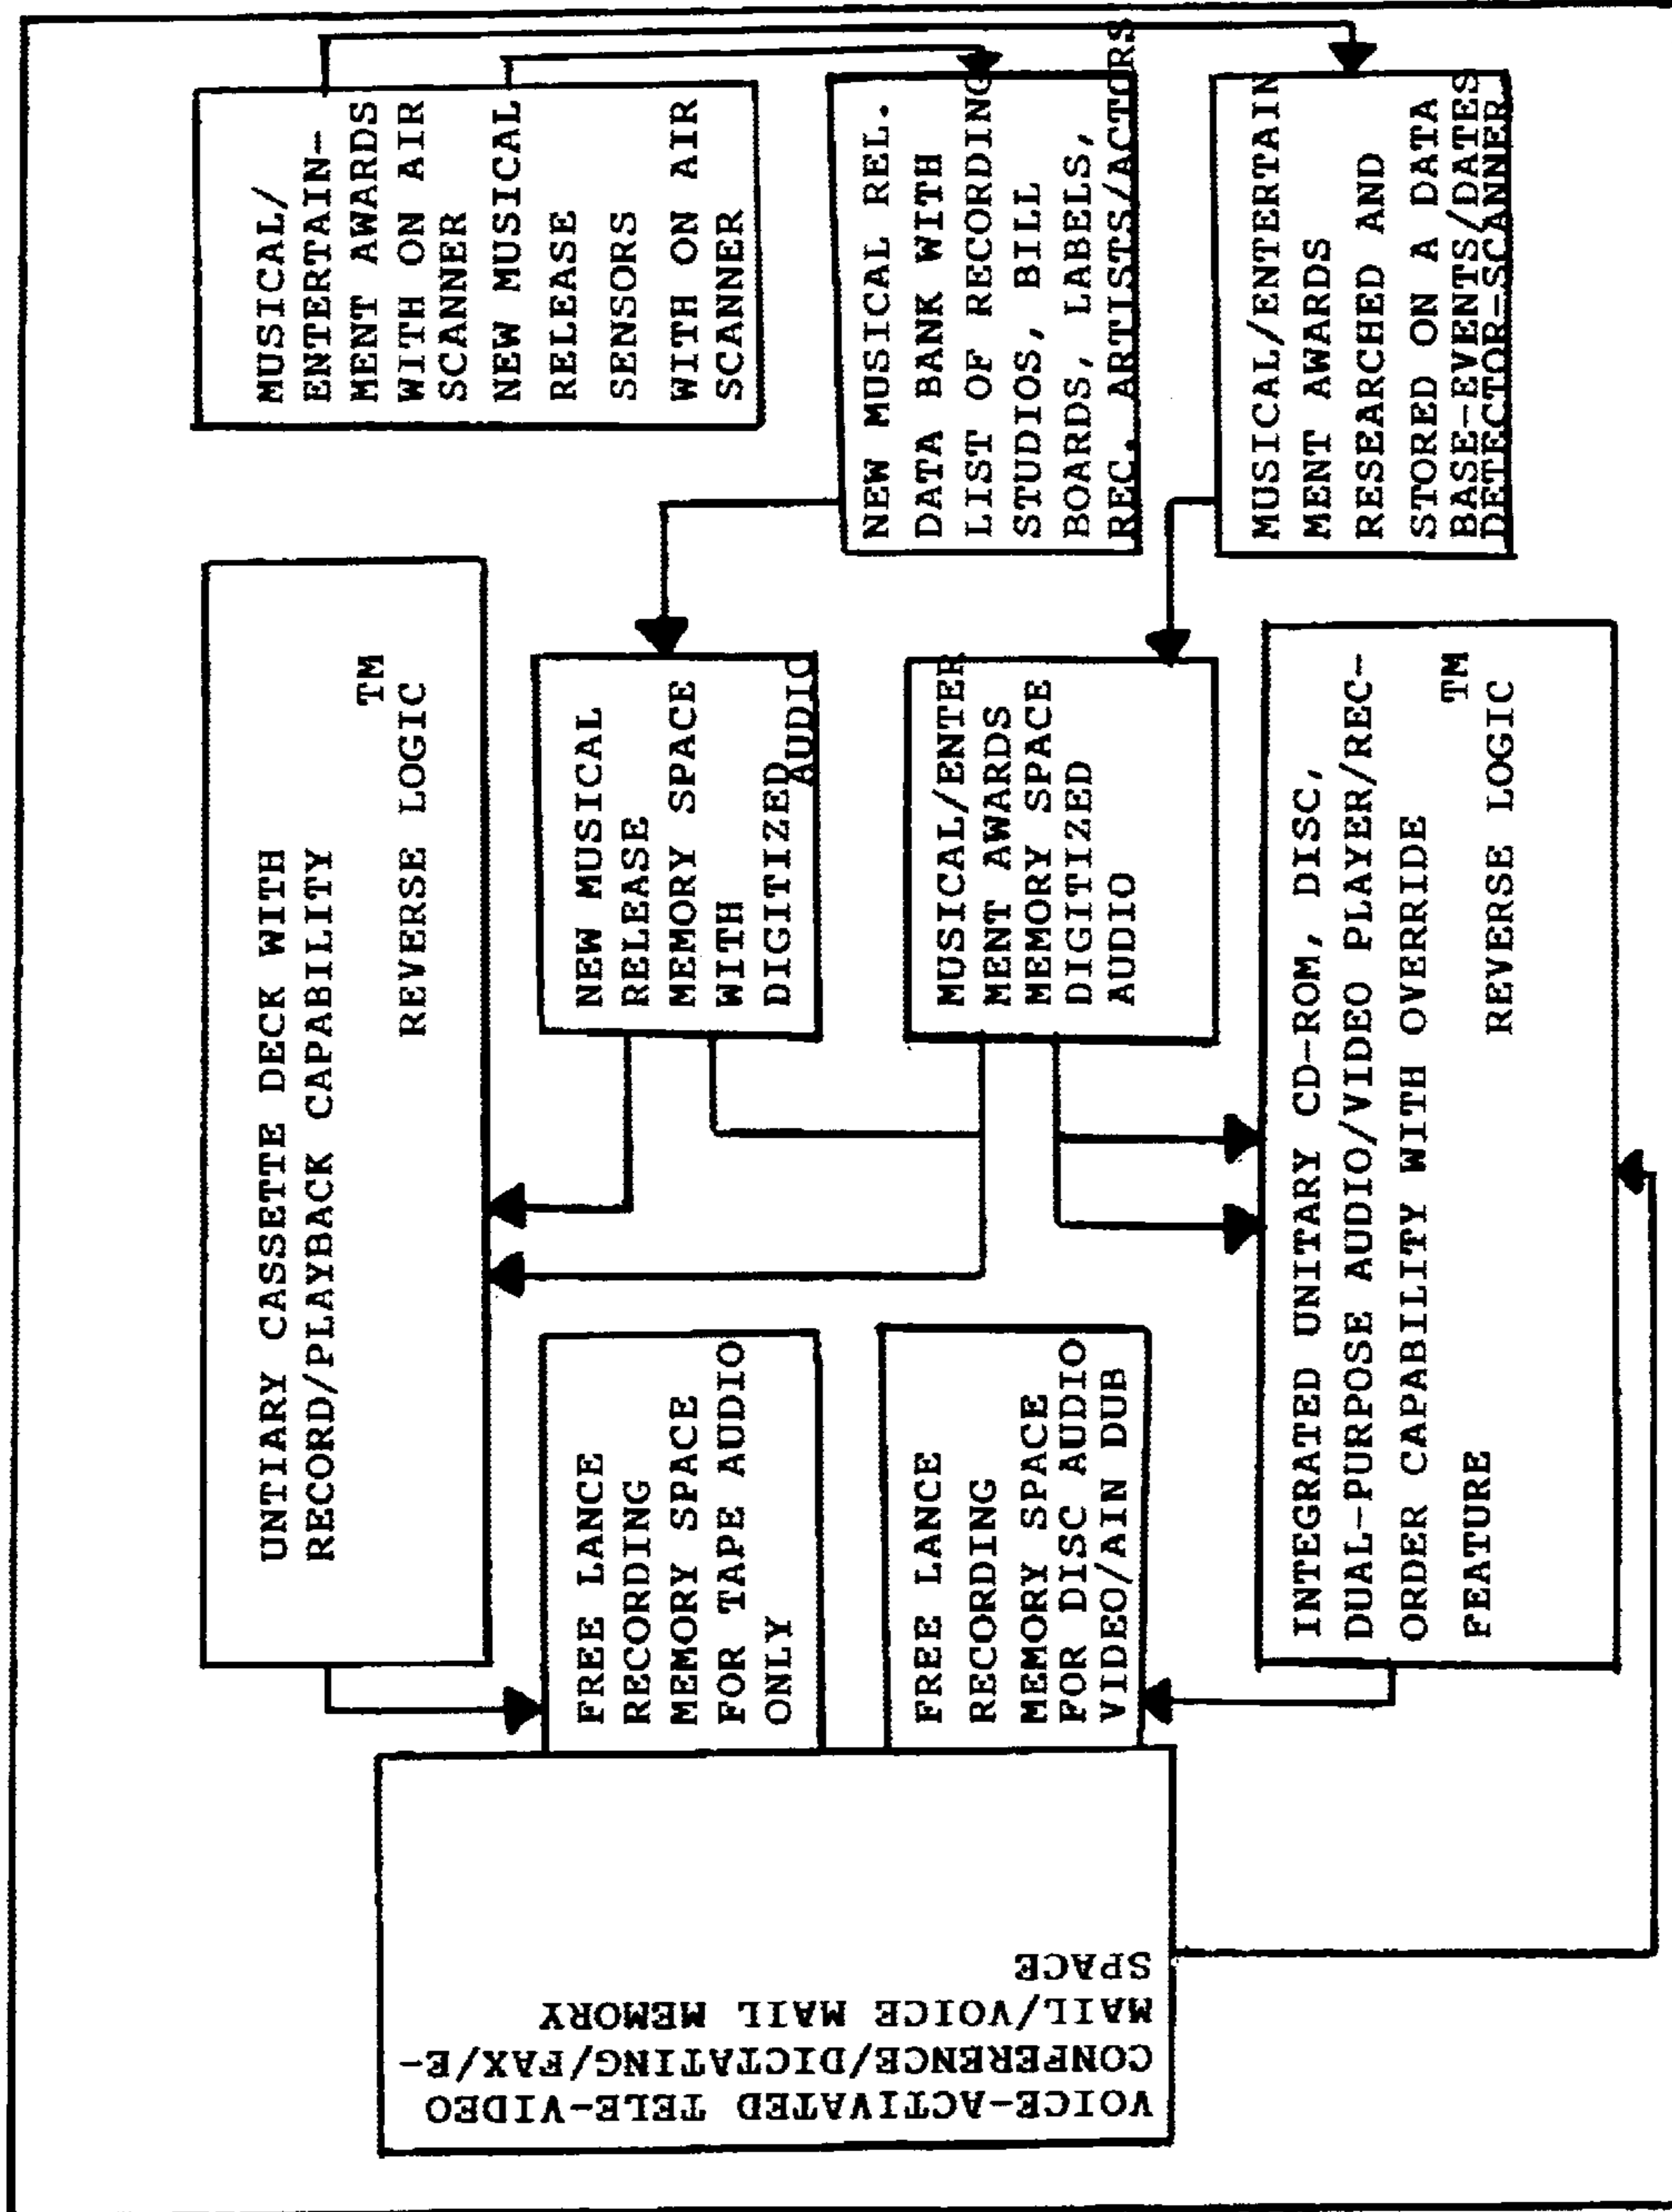 UNTIARY CASSETTE DECK WITH
RECORD/PLAYBACK CAPABILITY
TM
REVERSE LOGIC
MUSICAL/
ENTERTAIN-
MENT AWARDS
WITH ON AIR
SCANNER
NEW MUSICAL
RELEASE
SENSORS
WITH ON AIR
SCANNER
FREE LANCE
RECORDING
MEMORY SPACE
FOR TAPE AUDIO
ONLY
NEW MUSICAL
RELEASE
MEMORY SPACE
WITH
DIGITIZED
AUDIO
NEW MUSICAL REL.
DATA BANK WITH
LIST OF RECORDING
STUDIOS, BILL
BOARDS, LABELS,
REC. ARTISTS/ACTORS
VOICE-ACTIVATED TELE-VIDEO
CONFERENCE/DICTATING/FAX/E-
MAIL/VOICE MAIL MEMORY
SPACE
FREE LANCE
RECORDING
MEMORY SPACE
FOR DISC AUDIO
VIDEO/AIN DUB
MUSICAL/ENTER
MENT AWARDS
MEMORY SPACE
DIGITIZED
AUDIO
MUSICAL/ENTERTAIN
MENT AWARDS
RESEARCHED AND
STORED ON A DATA
BASE-EVENTS/DATES
DETECTOR-SCANNER
INTEGRATED UNITARY CD-ROM, DISC,
DUAL-PURPOSE AUDIO/VIDEO PLAYER/REC-
ORDER CAPABILITY WITH OVERRIDE
TM
FEATURE REVERSE LOGIC